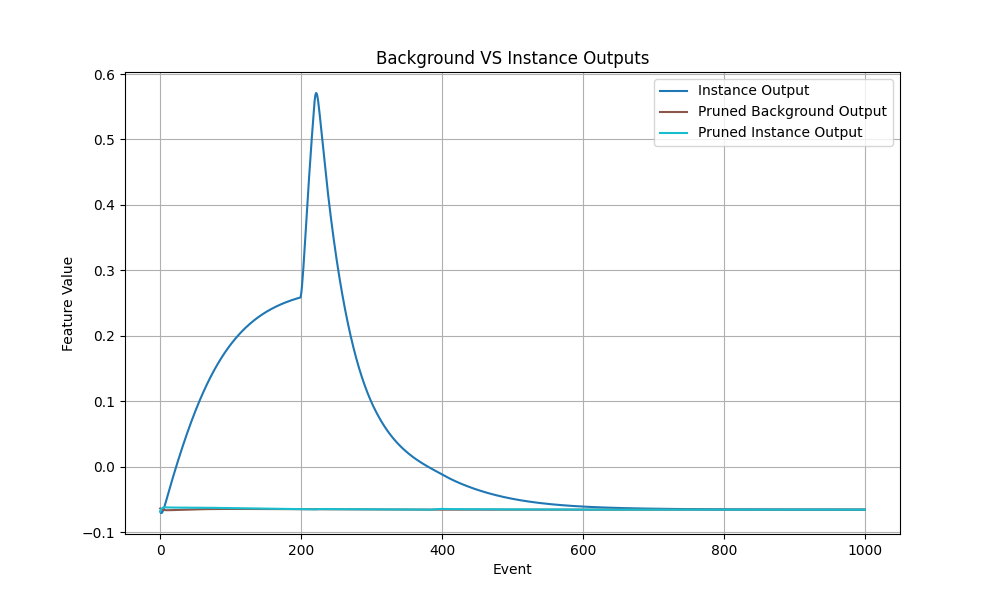 Background VS Instance Outputs
Instance Output
Pruned Background Output
Pruned Instance Output
Feature Value
0.6
0.5
0.4
0.3
0.2
0.1
0.0
−0.1
0 200 400 600 800 1000
Event